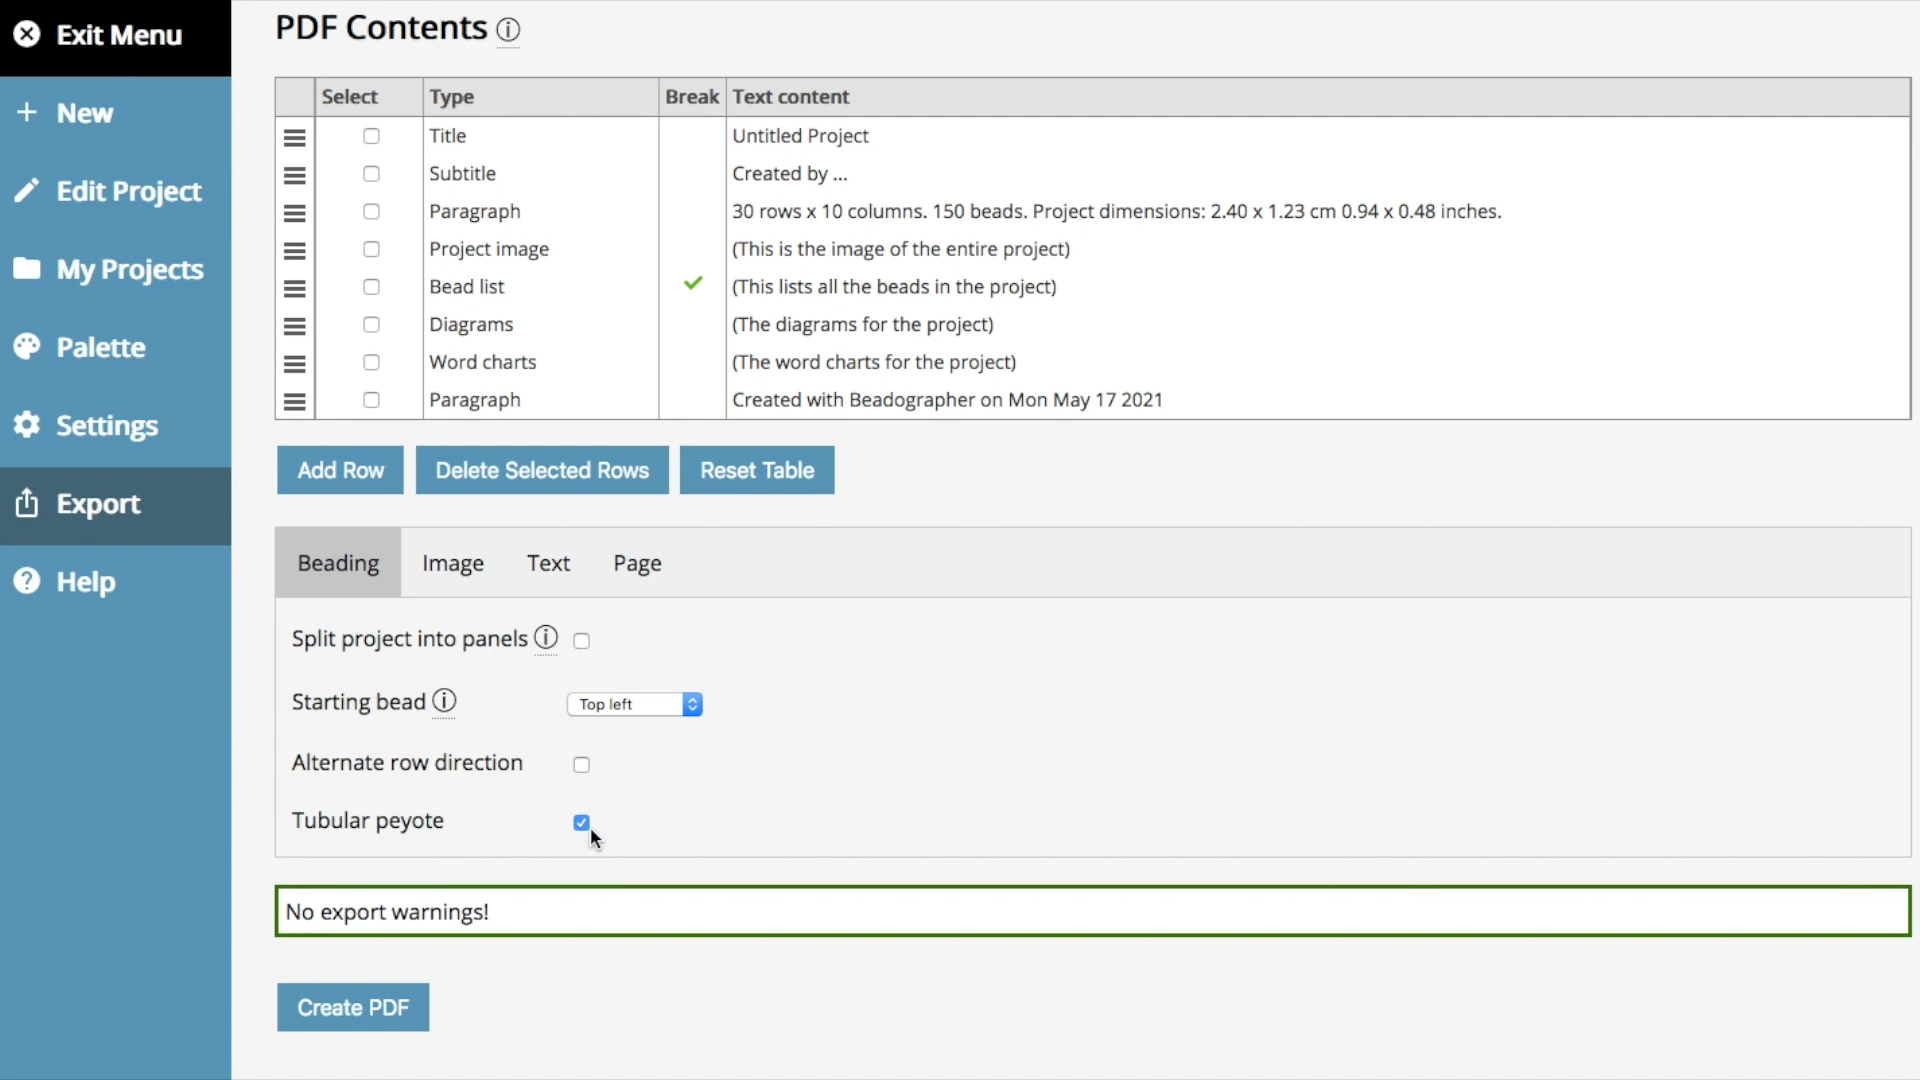 Exit Menu
New
Edit Project
My Projects
Palette
Settings
Export
Help
PDF Contents
Select Type Break Text content
Title Untitled Project
Subtitle Created by ...
Paragraph 30 rows x 10 columns. 150 beads. Project dimensions: 2.40 x 1.23 cm 0.94 x 0.48 inches.
Project image (This is the image of the entire project)
Bead list (This lists all the beads in the project)
Diagrams (The diagrams for the project)
Word charts (The word charts for the project)
Paragraph Created with Beadographer on Mon May 17 2021
Add Row Delete Selected Rows Reset Table
Beading Image Text Page
Split project into panels
Starting bead Top left
Alternate row direction
Tubular peyote
No export warnings!
Create PDF